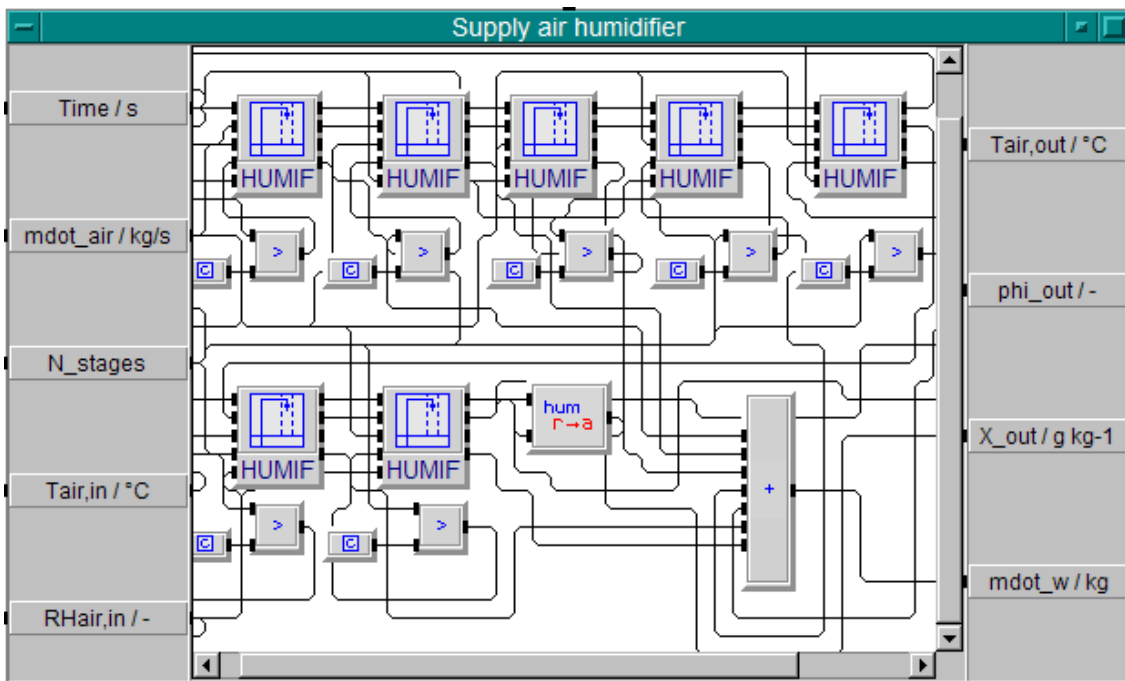 Supply air humidifier
Time / s
mdot_air / kg/s
N_stages
Tair,in / °C
RHair,in / -
HUMIF HUMIF HUMIF HUMIF HUMIF
> > > > >
C C C C C
HUMIF HUMIF
hum
r→a
+
> >
C C
Tair,out / °C
phi_out / -
X_out / g kg-1
mdot_w / kg